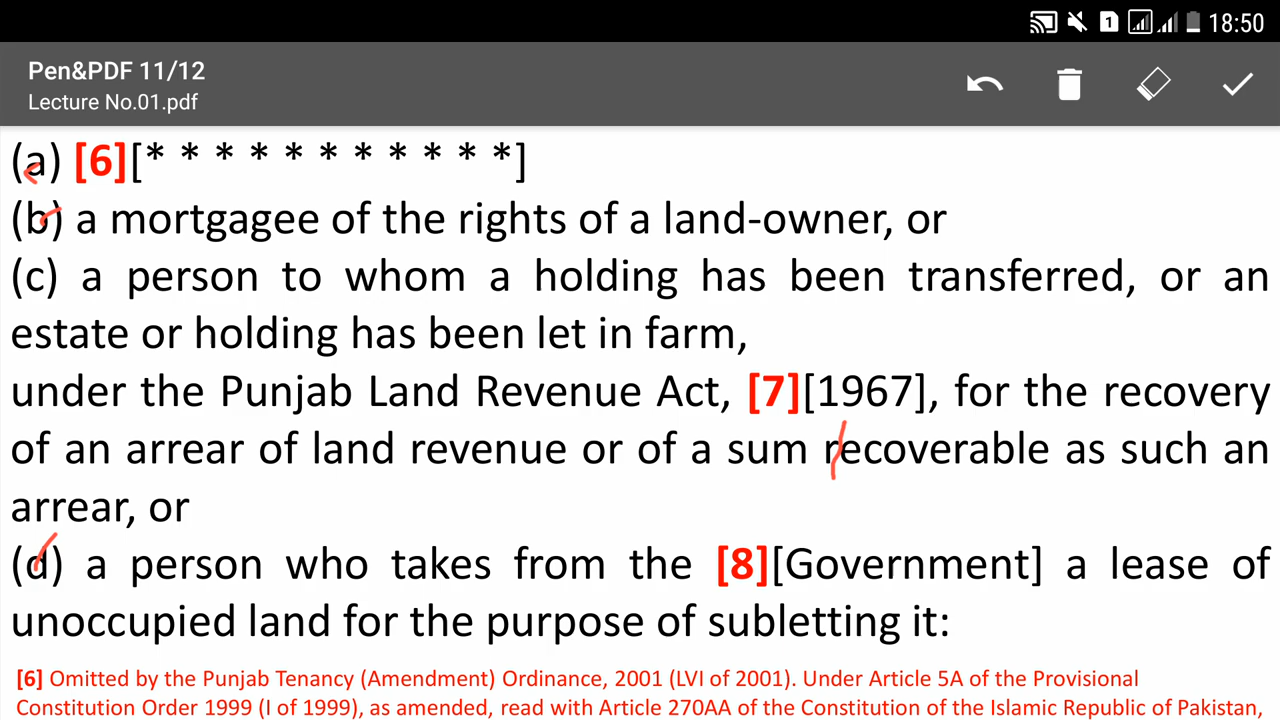 18:50
Pen&PDF 11/12
Lecture No.01.pdf
(a) [6][* * * * * * * * * * *]
(b) a mortgagee of the rights of a land-owner, or
(c) a person to whom a holding has been transferred, or an
estate or holding has been let in farm,
under the Punjab Land Revenue Act, [7][1967], for the recovery
of an arrear of land revenue or of a sum recoverable as such an
arrear, or
(d) a person who takes from the [8][Government] a lease of
unoccupied land for the purpose of subletting it:
[6] Omitted by the Punjab Tenancy (Amendment) Ordinance, 2001 (LVI of 2001). Under Article 5A of the Provisional
Constitution Order 1999 (I of 1999), as amended, read with Article 270AA of the Constitution of the Islamic Republic of Pakistan,